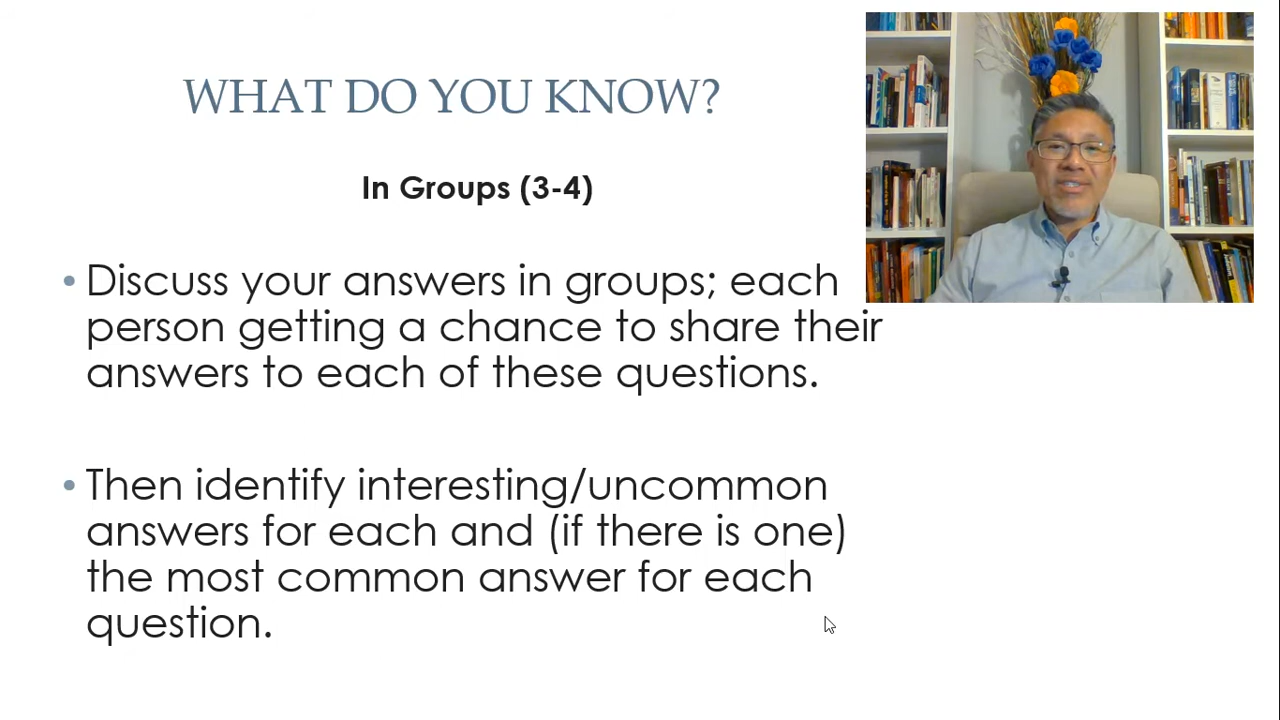 WHAT DO YOU KNOW?
In Groups (3-4)
• Discuss your answers in groups; each
person getting a chance to share their
answers to each of these questions.
• Then identify interesting/uncommon
answers for each and (if there is one)
the most common answer for each
question.